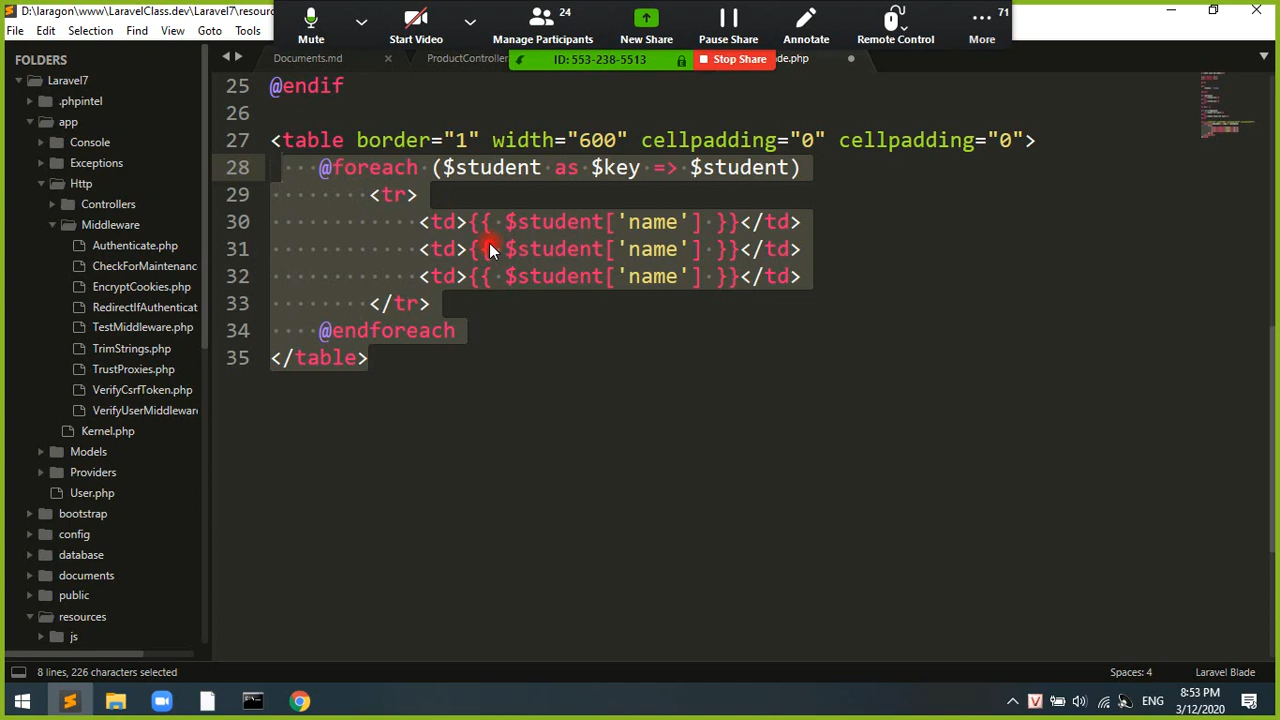 D:\laragon\www\LaravelClass.dev\Laravel7\resour
File Edit Selection Find View Goto Tools
Mute
Start Video
24
Manage Participants
New Share
Pause Share
Annotate
Remote Control
71
More
ID: 553-238-5513
Stop Share
FOLDERS
Laravel7
.phpintel
app
Console
Exceptions
Http
Controllers
Middleware
Authenticate.php
CheckForMaintenanc
EncryptCookies.php
RedirectIfAuthenticat
TestMiddleware.php
TrimStrings.php
TrustProxies.php
VerifyCsrfToken.php
VerifyUserMiddleware
Kernel.php
Models
Providers
User.php
bootstrap
config
database
documents
public
resources
js
Documents.md
ProductController
de.php
25 @endif
26
27 <table border="1" width="600" cellpadding="0" cellpadding="0">
28 @foreach ($student as $key => $student)
29 <tr>
30 <td>{{ $student['name'] }}</td>
31 <td>{{ $student['name'] }}</td>
32 <td>{{ $student['name'] }}</td>
33 </tr>
34 @endforeach
35 </table>
8 lines, 226 characters selected
Spaces: 4
Laravel Blade
ENG
8:53 PM
3/12/2020